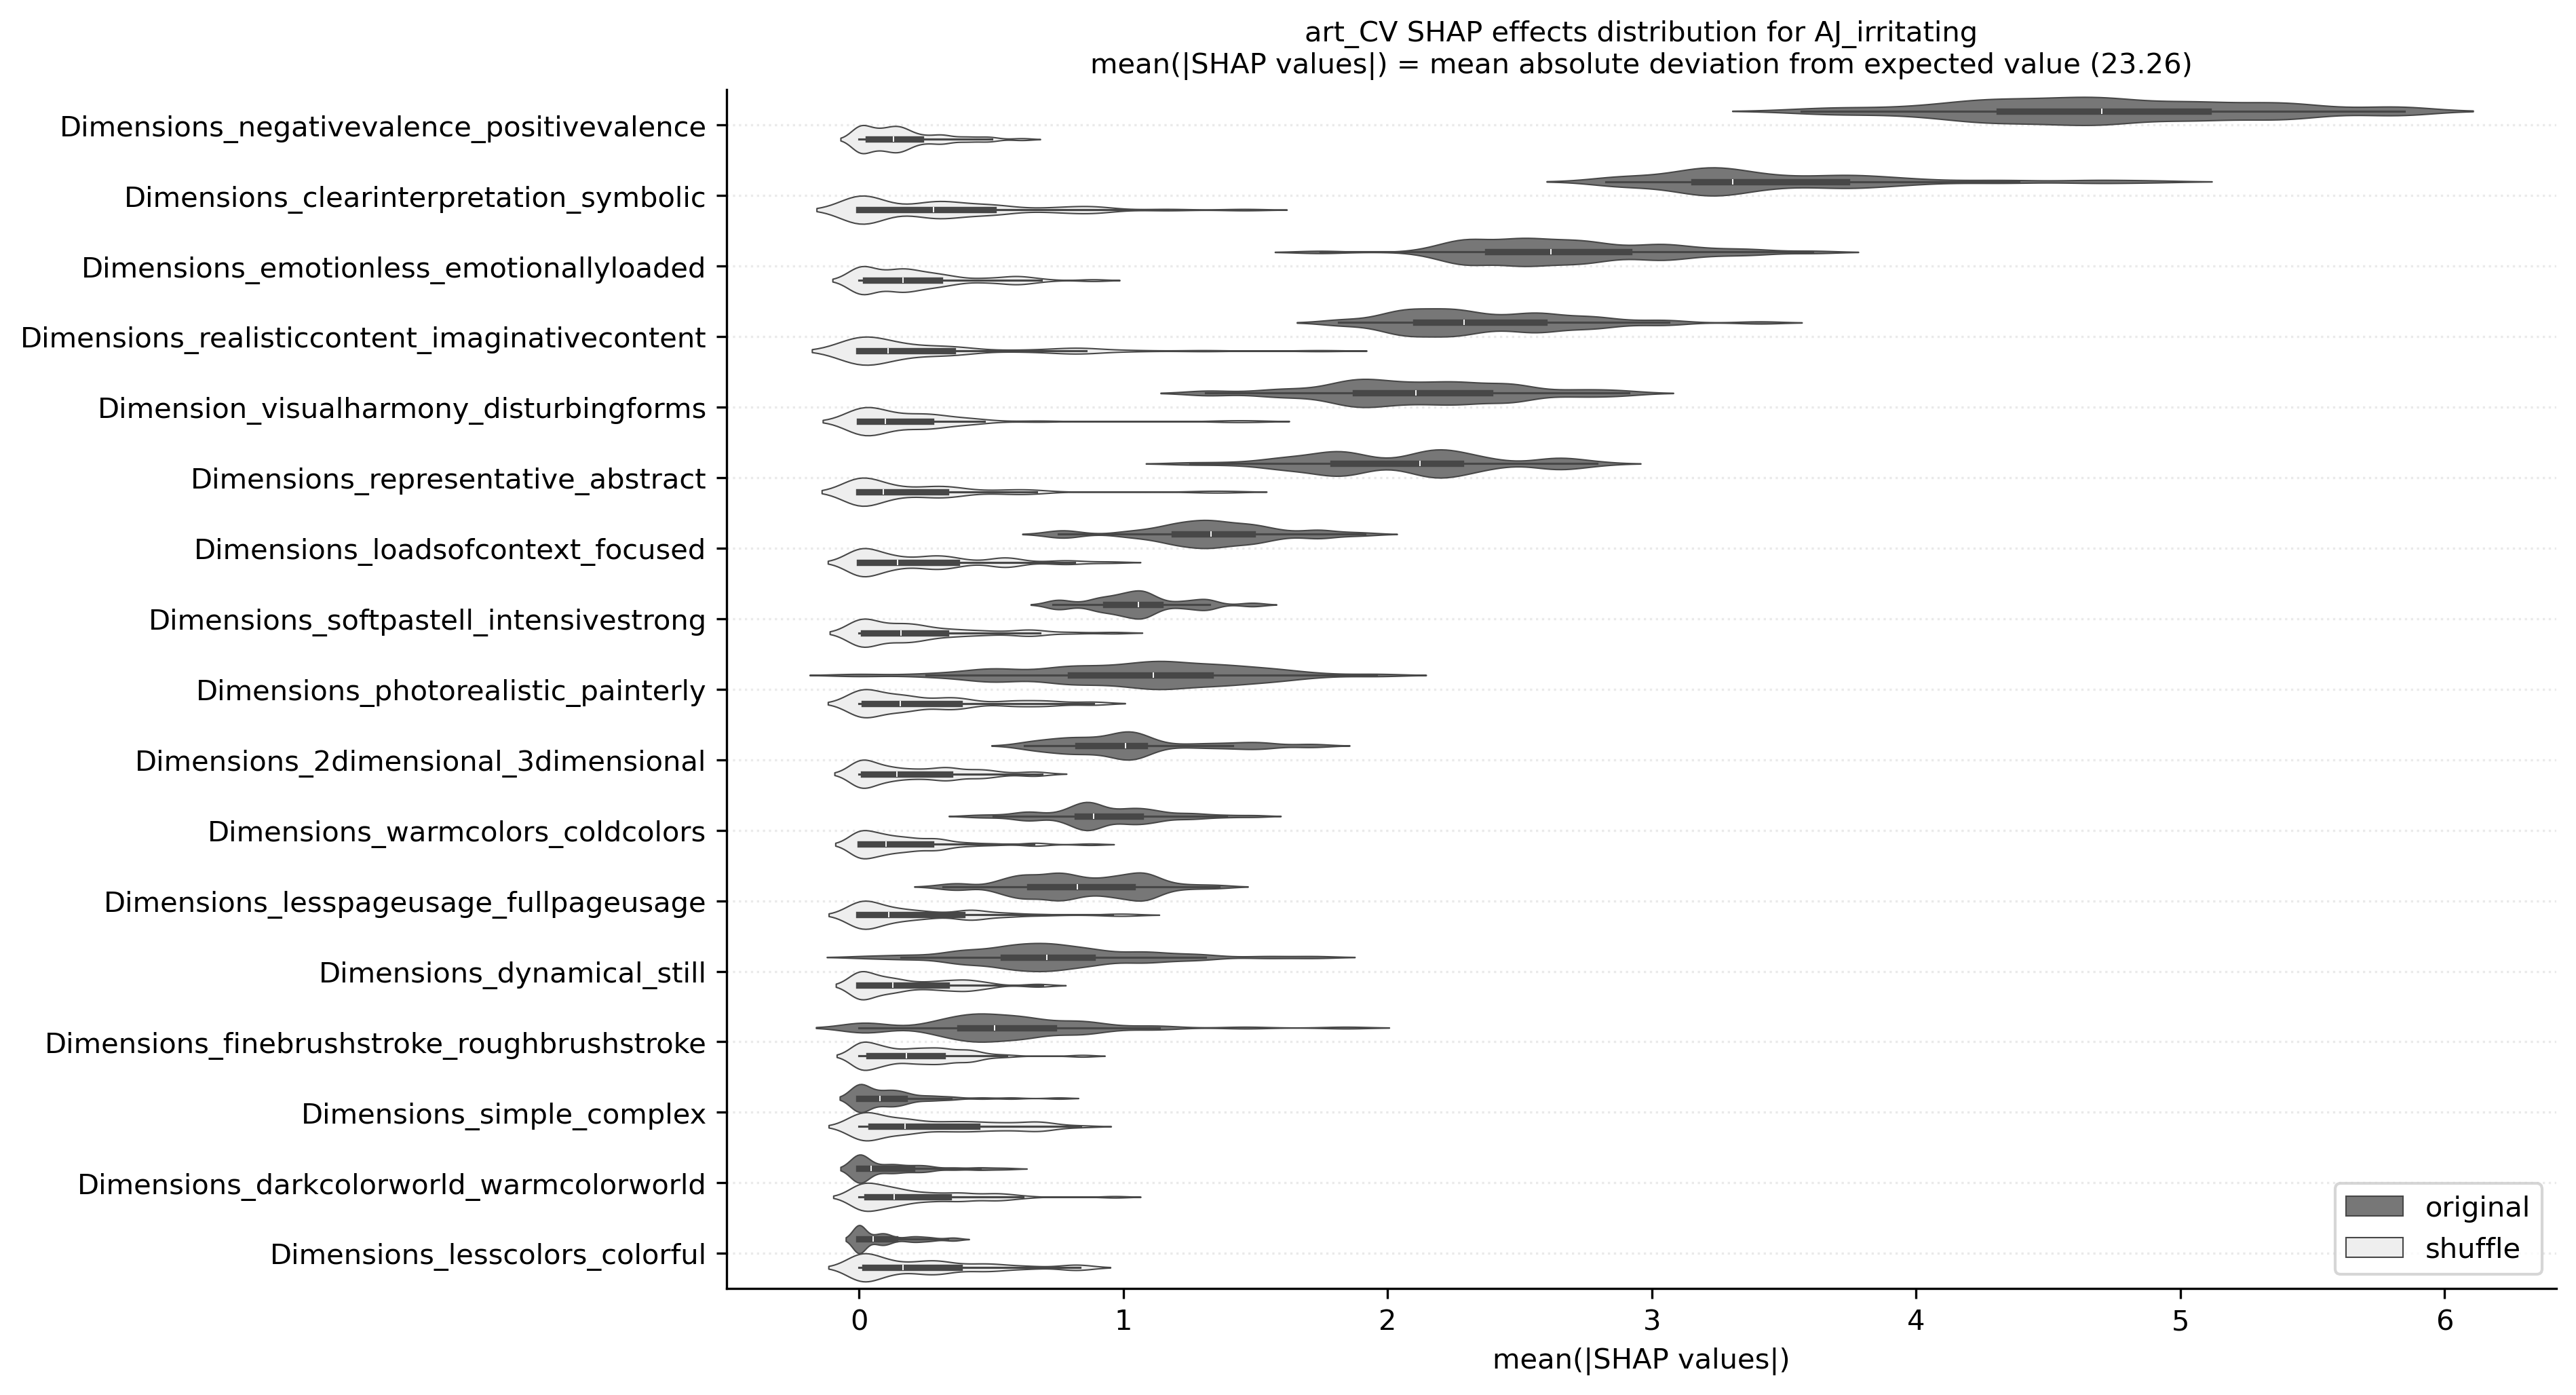 art_CV SHAP effects distribution for AJ_irritating
mean(|SHAP values|) = mean absolute deviation from expected value (23.26)
Dimensions_negativevalence_positivevalence
Dimensions_clearinterpretation_symbolic
Dimensions_emotionless_emotionallyloaded
Dimensions_realisticcontent_imaginativecontent
Dimension_visualharmony_disturbingforms
Dimensions_representative_abstract
Dimensions_loadsofcontext_focused
Dimensions_softpastell_intensivestrong
Dimensions_photorealistic_painterly
Dimensions_2dimensional_3dimensional
Dimensions_warmcolors_coldcolors
Dimensions_lesspageusage_fullpageusage
Dimensions_dynamical_still
Dimensions_finebrushstroke_roughbrushstroke
Dimensions_simple_complex
Dimensions_darkcolorworld_warmcolorworld
Dimensions_lesscolors_colorful
original
shuffle
0 1 2 3 4 5 6
mean(|SHAP values|)